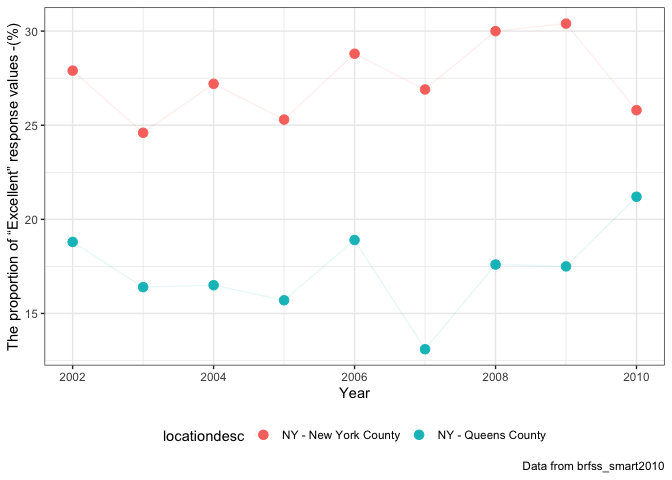 The proportion of “Excellent” response values -(%)
30
25
20
15
2002
2004
2006
2008
2010
Year
locationdesc
NY - New York County
NY - Queens County
Data from brfss_smart2010